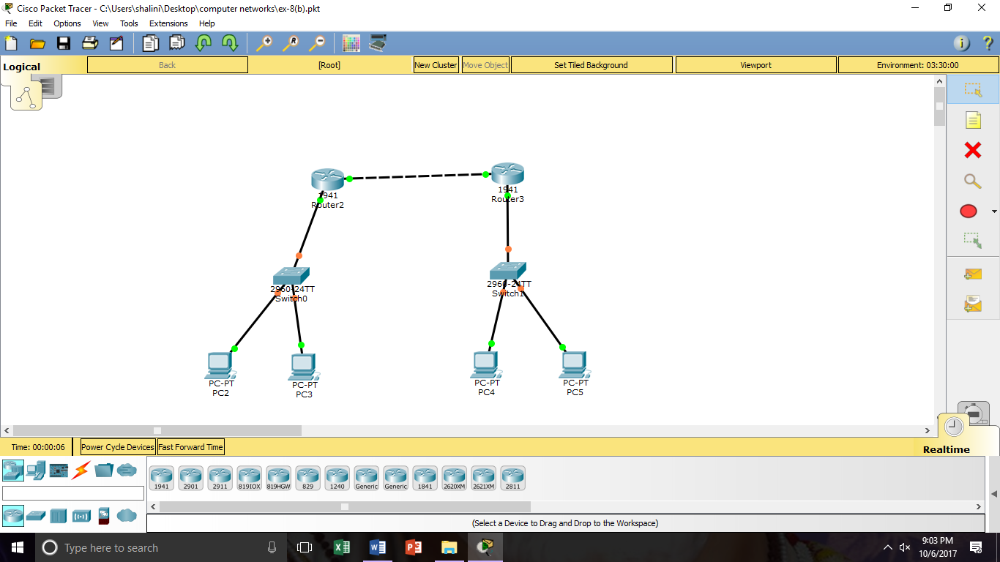 Cisco Packet Tracer - C:\Users\shalini\Desktop\computer networks\ex-8(b).pkt
File Edit Options View Tools Extensions Help
Logical Back [Root] New Cluster Move Object Set Tiled Background Viewport Environment: 03:30:00
1941
Router2
1941
Router3
2960-24TT
Switch0
2960-24TT
Switch1
PC-PT
PC2
PC-PT
PC3
PC-PT
PC4
PC-PT
PC5
Time: 00:00:06 Power Cycle Devices Fast Forward Time Realtime
1941 2901 2911 819IOX 819HGW 829 1240 Generic Generic 1841 2620XM 2621XM 2811
(Select a Device to Drag and Drop to the Workspace)
Type here to search
9:03 PM
10/6/2017